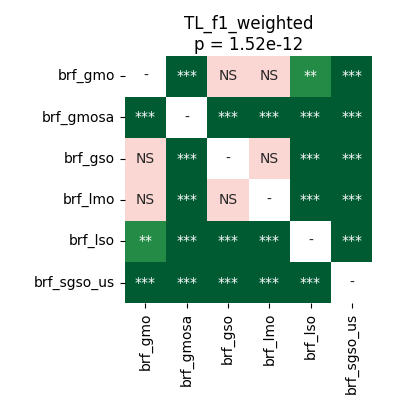 TL_f1_weighted
p = 1.52e-12
brf_gmo - *** NS NS ** ***
brf_gmosa *** - *** *** *** ***
brf_gso NS *** - NS *** ***
brf_lmo NS *** NS - *** ***
brf_lso ** *** *** *** - ***
brf_sgso_us *** *** *** *** *** -
brf_gmo
brf_gmosa
brf_gso
brf_lmo
brf_lso
brf_sgso_us